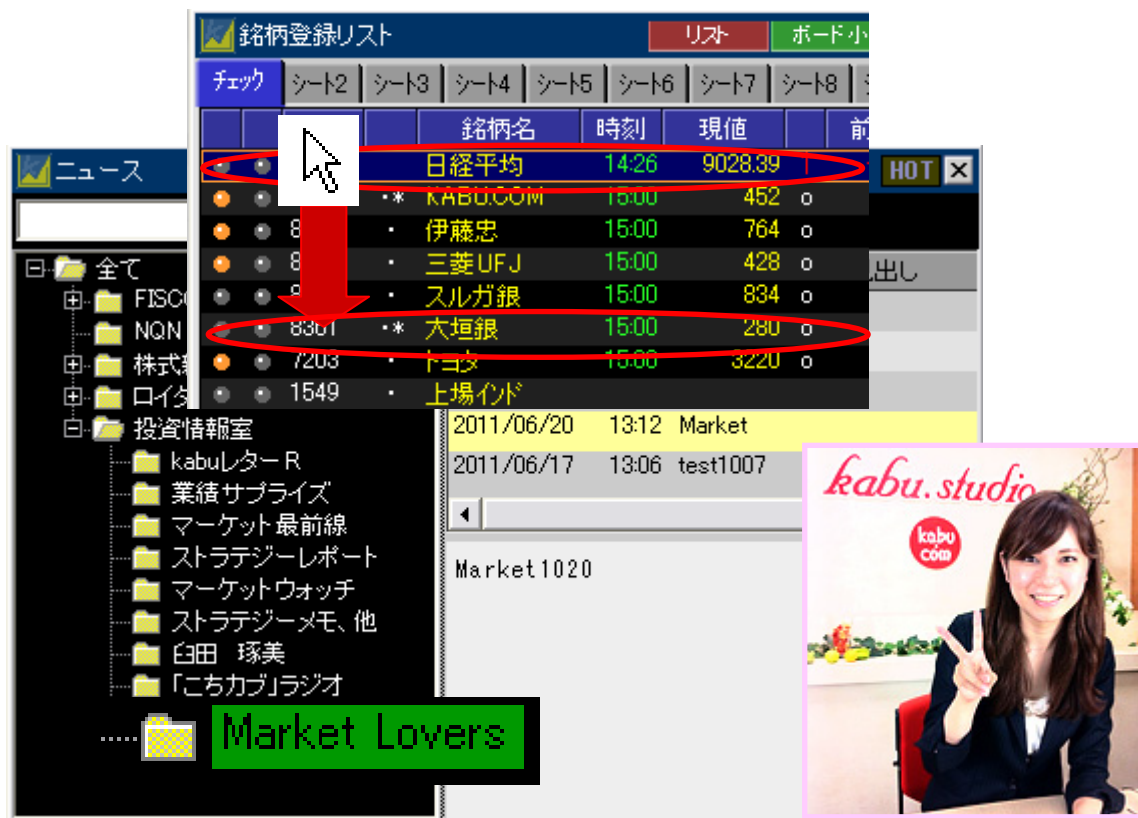 銘柄登録リスト リスト ボード小
チェック シート2 シート3 シート4 シート5 シート6 シート7 シート8
銘柄名 時刻 現値 前
日経平均 14:26 9028.39
・* KABU.COM 15:00 452 o
8 ・ 伊藤忠 15:00 764 o
8 ・ 三菱UFJ 15:00 428 o
・ スルガ銀 15:00 834 o
8361 ・* 大垣銀 15:00 280 o
7203 ・ トヨタ 15:00 3220 o
1549 ・ 上場インド
ニュース
HOT
出し
全て
FISCO
NQN
株式新
ロイタ
投資情報室
kabuレター R
業績サプライズ
マーケット最前線
ストラテジーレポート
マーケットウォッチ
ストラテジーメモ、他
臼田 琢美
「こちカブ」ラジオ
Market Lovers
2011/06/20 13:12 Market
2011/06/17 13:06 test1007
Market1020
kabu.studio
kabu
com